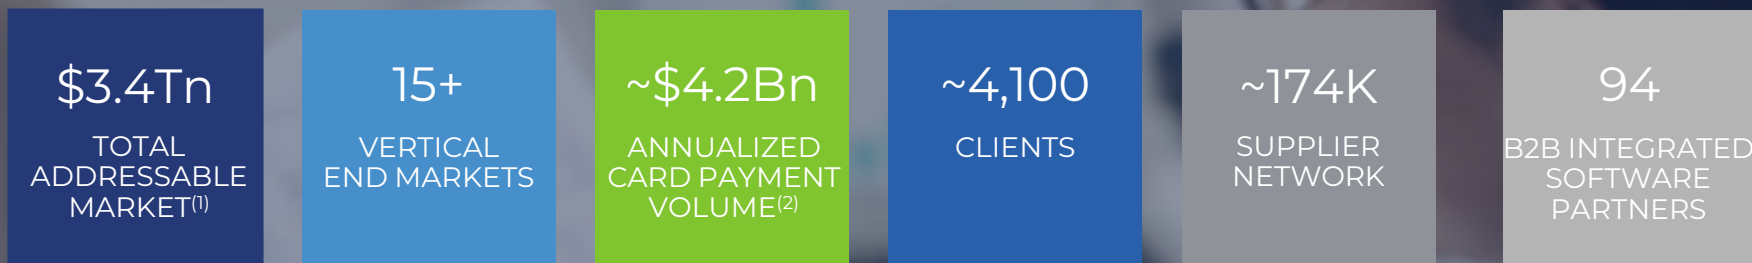 $3.4Tn
TOTAL
ADDRESSABLE
MARKET(1)
15+
VERTICAL
END MARKETS
~$4.2Bn
ANNUALIZED
CARD PAYMENT
VOLUME(2)
~4,100
CLIENTS
~174K
SUPPLIER
NETWORK
94
B2B INTEGRATED
SOFTWARE
PARTNERS